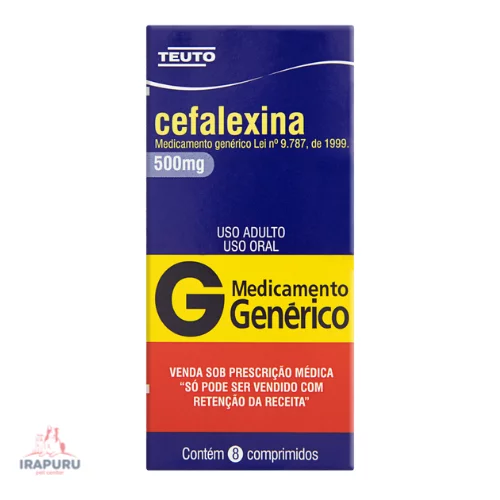 TEUTO
cefalexina
Medicamento genérico Lei nº 9.787, de 1999.
500mg
USO ADULTO
USO ORAL
G Medicamento
Genérico
VENDA SOB PRESCRIÇÃO MÉDICA
“SÓ PODE SER VENDIDO COM
RETENÇÃO DA RECEITA”
Contém 8 comprimidos
IRAPURU